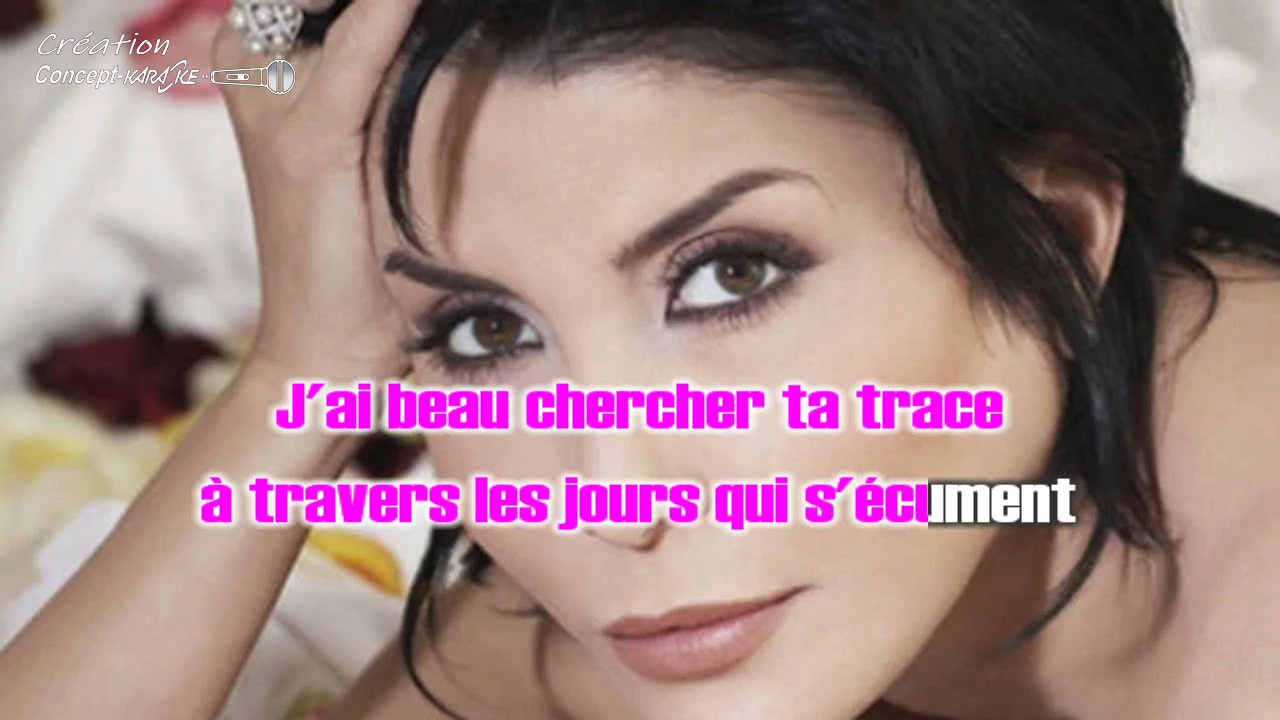 Création
Concept-KARAOKE
J'ai beau chercher ta trace
à travers les jours qui s'écument